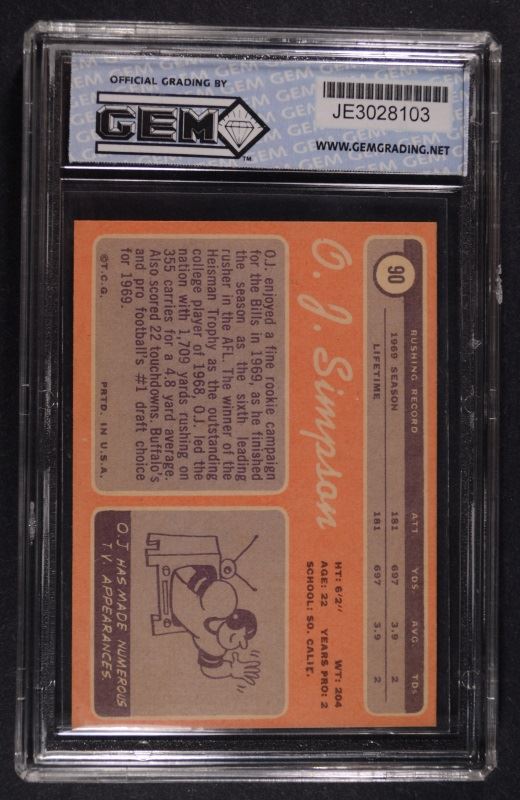 OFFICIAL GRADING BY
GEM
TM
JE3028103
WWW.GEMGRADING.NET
90
RUSHING RECORD ATT YDS AVG TDs
1969 SEASON 181 697 3.9 2
LIFETIME 181 697 3.9 2
O. J. Simpson
HT: 6'2" WT: 204
AGE: 22 YEARS PRO: 2
SCHOOL: SO. CALIF.
O.J. enjoyed a fine rookie campaign
for the Bills in 1969, as he finished
the season as the sixth leading
rusher in the AFL. The winner of the
Heisman Trophy as the outstanding
college player of 1968, O.J. led the
nation with 1,709 yards rushing on
355 carries for a 4.8 yard average.
Also scored 22 touchdowns. Buffalo's
and pro football's #1 draft choice
for 1969.
©T.C.G. PRTD. IN U.S.A.
O.J. HAS MADE NUMEROUS
T.V. APPEARANCES.